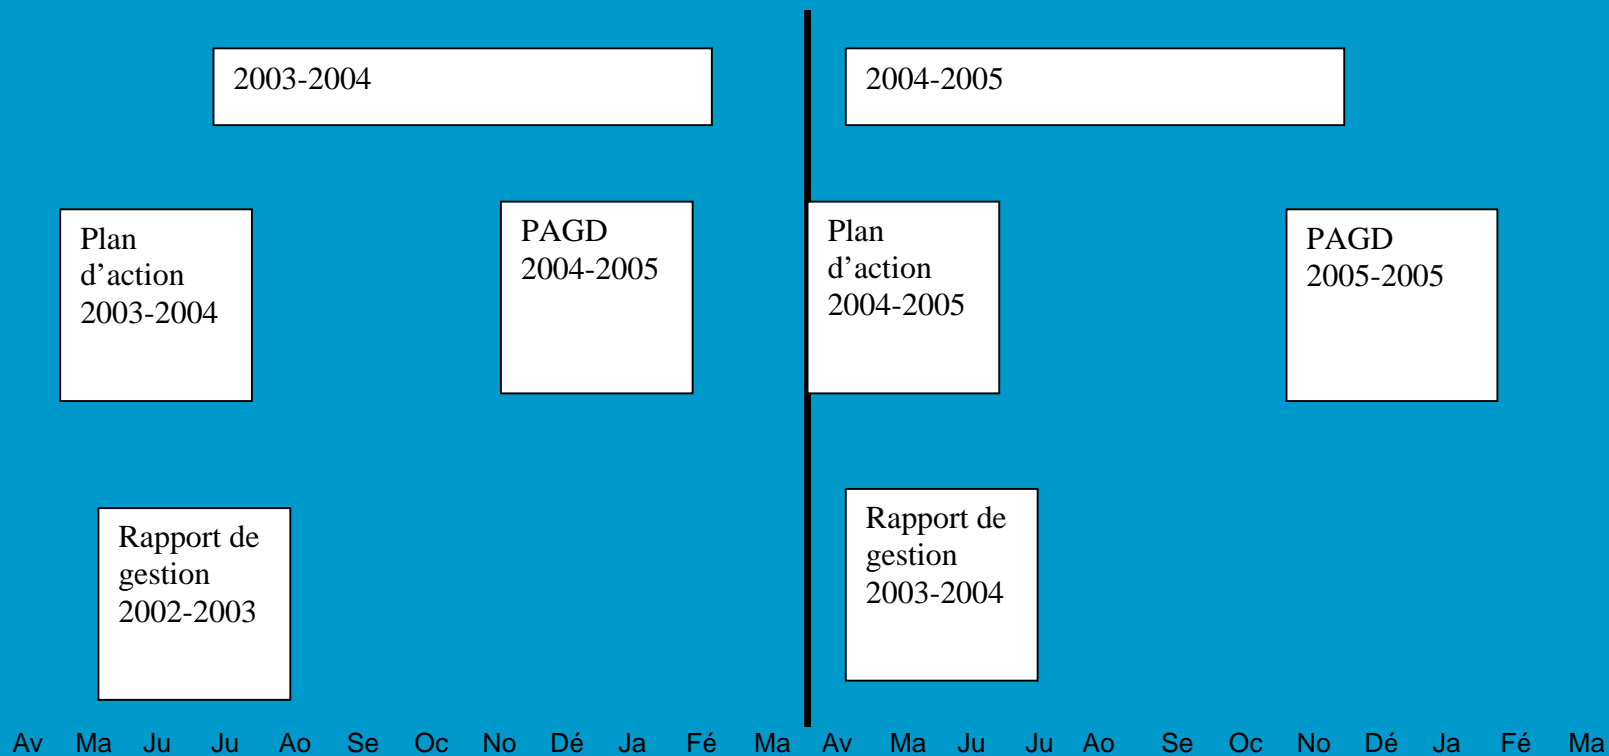 2003-2004
2004-2005
Plan
d’action
2003-2004
PAGD
2004-2005
Plan
d’action
2004-2005
PAGD
2005-2005
Rapport de
gestion
2002-2003
Rapport de
gestion
2003-2004
Av Ma Ju Ju Ao Se Oc No Dé Ja Fé Ma Av Ma Ju Ju Ao Se Oc No Dé Ja Fé Ma